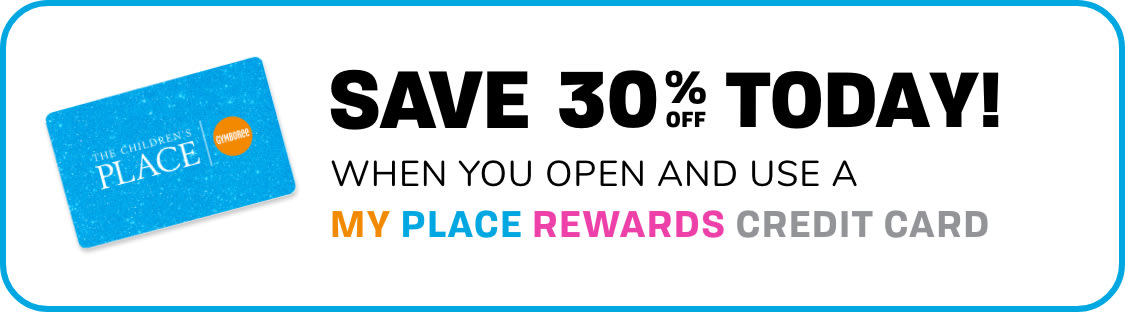 THE CHILDREN'S
PLACE
GYMBOREE
SAVE 30% OFF TODAY!
WHEN YOU OPEN AND USE A
MY PLACE REWARDS CREDIT CARD